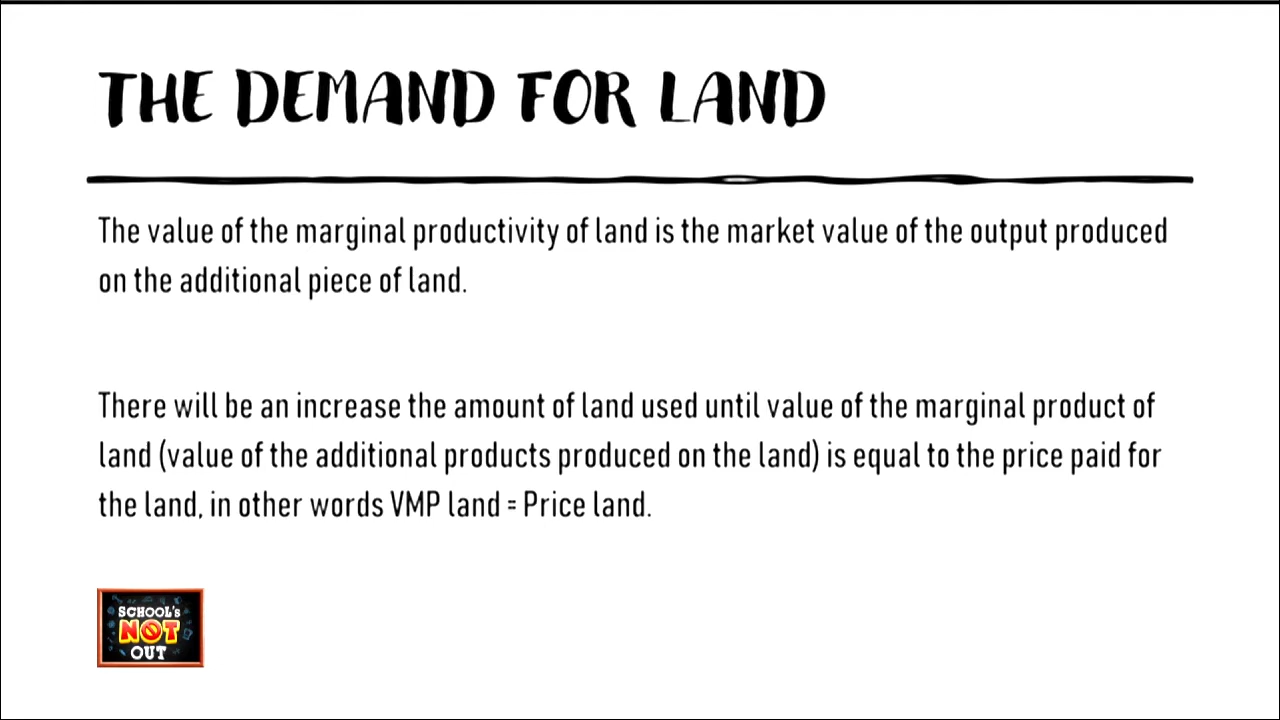 THE DEMAND FOR LAND
The value of the marginal productivity of land is the market value of the output produced
on the additional piece of land.
There will be an increase the amount of land used until value of the marginal product of
land (value of the additional products produced on the land) is equal to the price paid for
the land, in other words VMP land = Price land.
SCHOOL'S
NOT
OUT